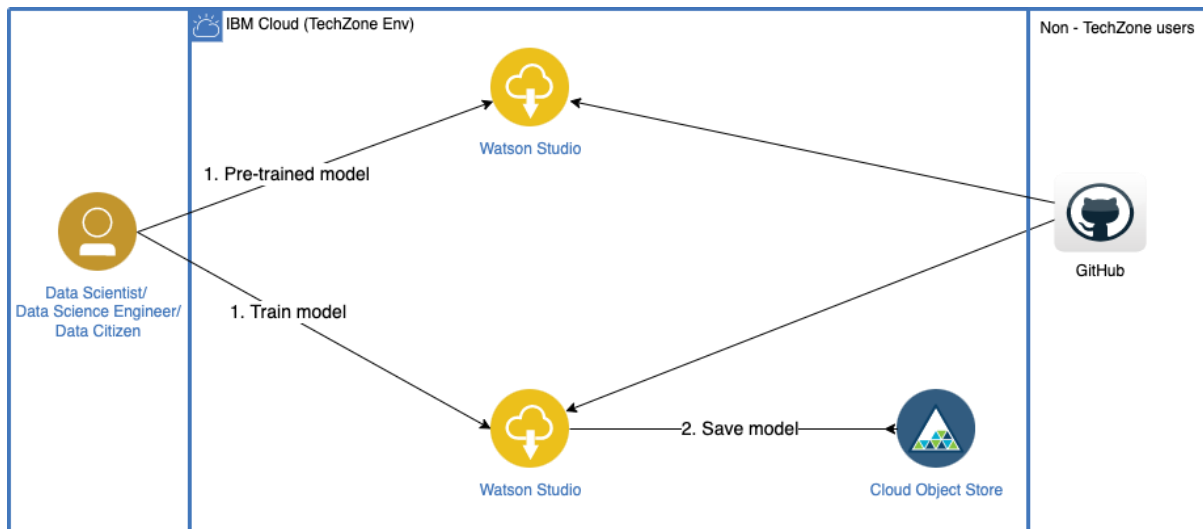 IBM Cloud (TechZone Env)
Non - TechZone users
Watson Studio
1. Pre-trained model
GitHub
Data Scientist/
Data Science Engineer/
Data Citizen
1. Train model
2. Save model
Watson Studio
Cloud Object Store